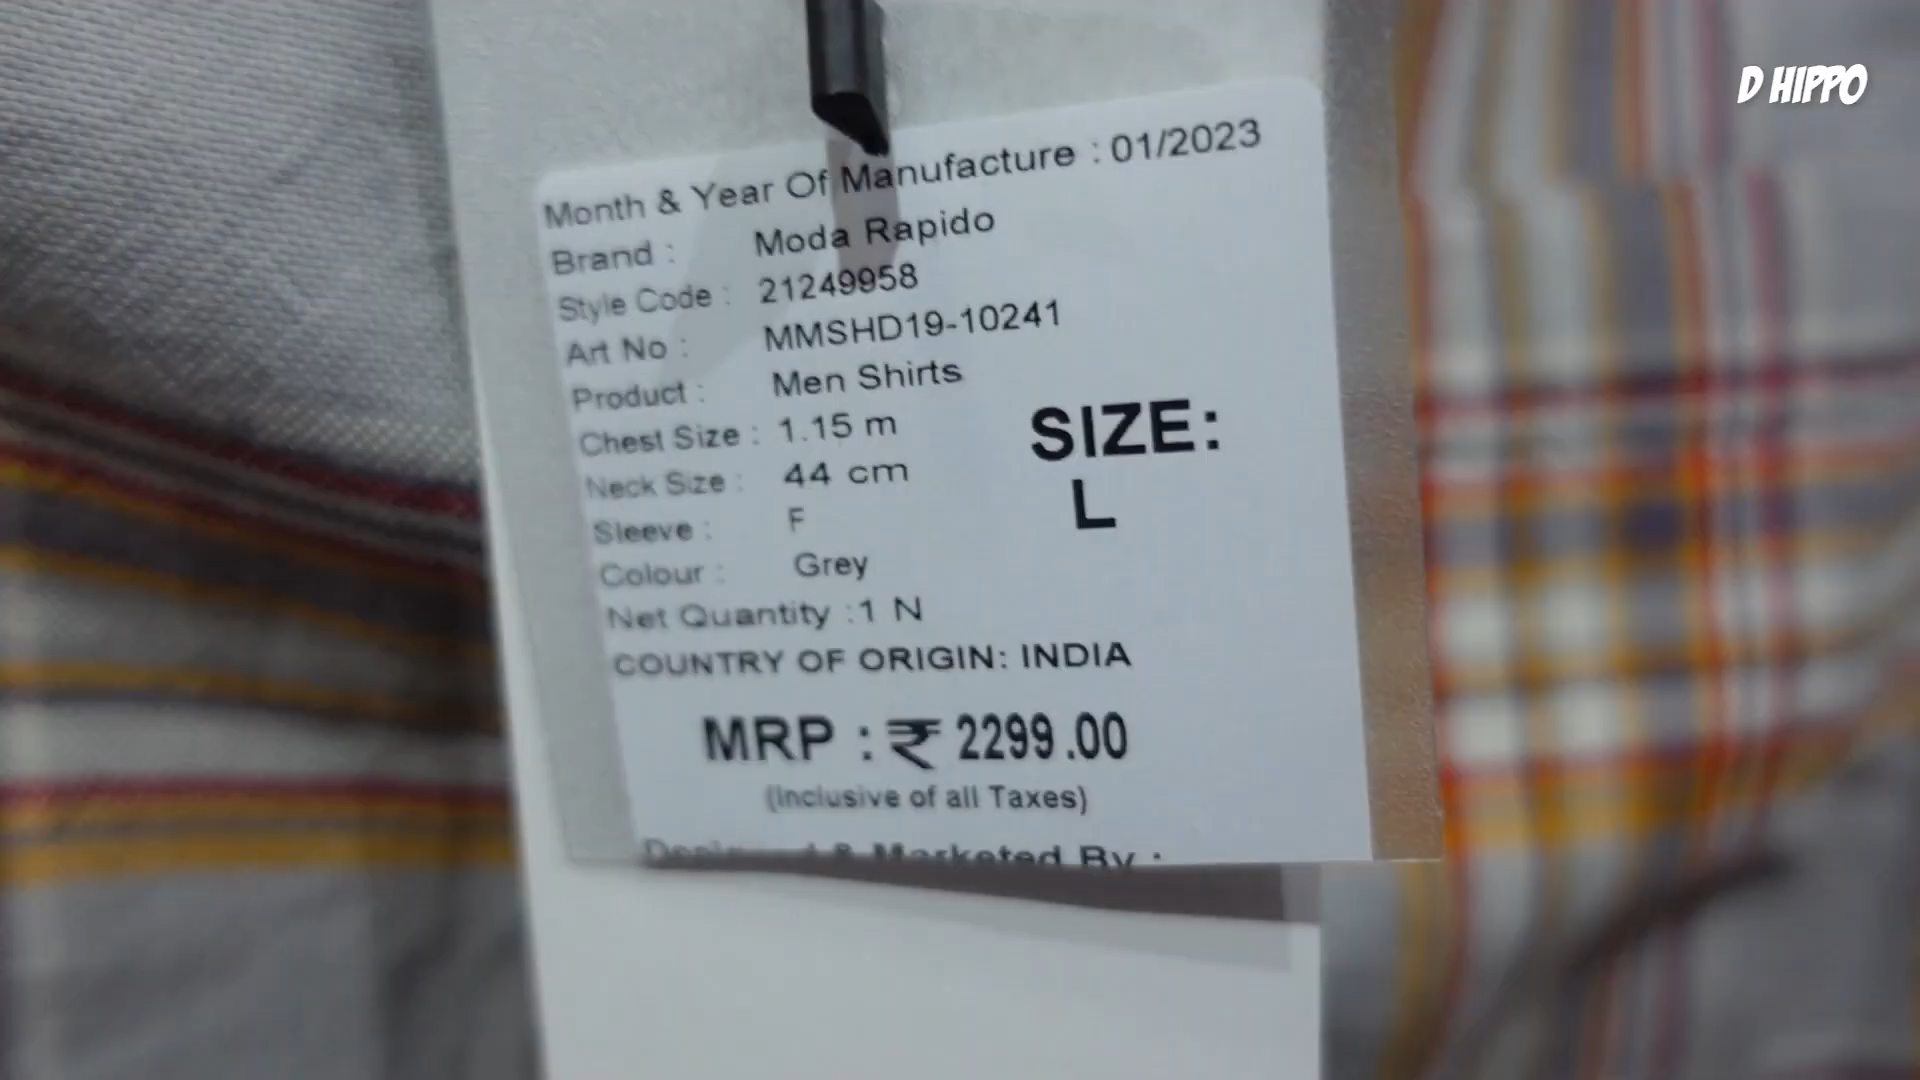 D HIPPO
Month & Year Of Manufacture : 01/2023
Brand : Moda Rapido
Style Code : 21249958
Art No : MMSHD19-10241
Product : Men Shirts
Chest Size : 1.15 m
Neck Size : 44 cm
Sleeve : F
Colour : Grey
Net Quantity :1 N
SIZE:
L
COUNTRY OF ORIGIN: INDIA
MRP : ₹ 2299.00
(Inclusive of all Taxes)
& Marketed By :